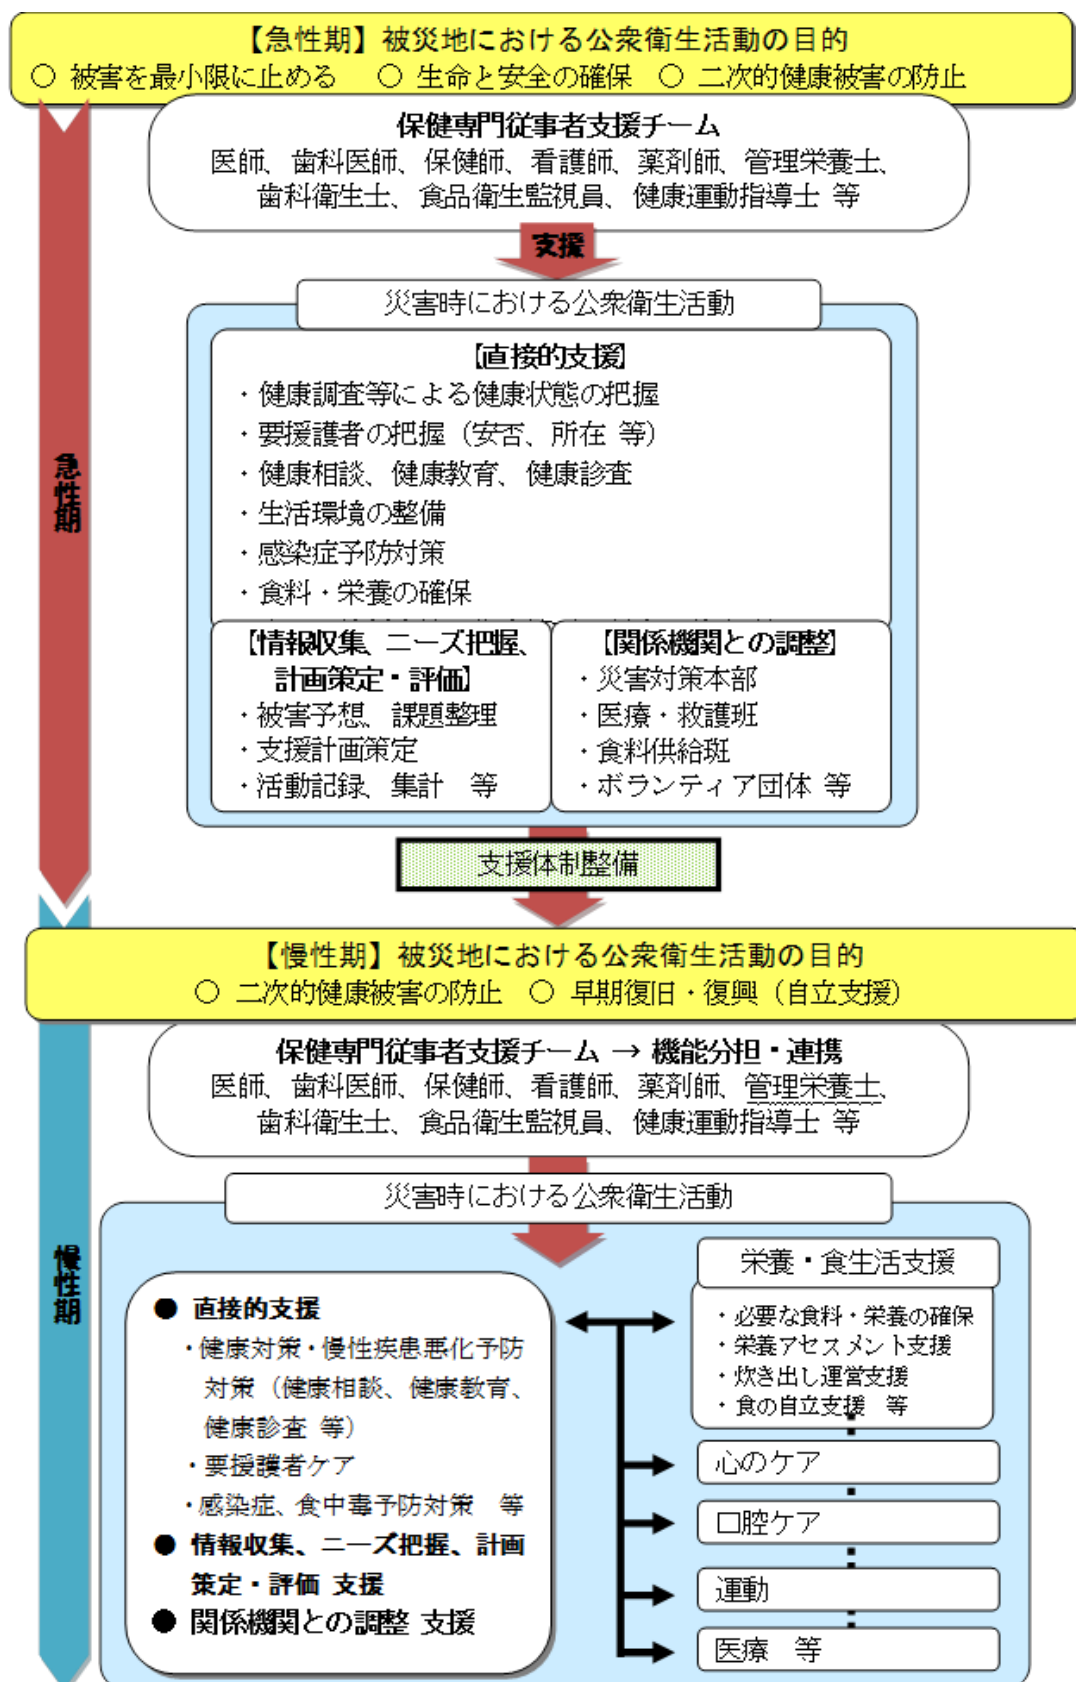 【急性期】被災地における公衆衛生活動の目的
○ 被害を最小限に止める ○ 生命と安全の確保 ○ 二次的健康被害の防止
保健専門従事者支援チーム
医師、歯科医師、保健師、看護師、薬剤師、管理栄養士、
歯科衛生士、食品衛生監視員、健康運動指導士 等
支援
災害時における公衆衛生活動
【直接的支援】
・健康調査等による健康状態の把握
・要援護者の把握（安否、所在 等）
・健康相談、健康教育、健康診査
・生活環境の整備
・感染症予防対策
・食料・栄養の確保
【情報収集、ニーズ把握、
計画策定・評価】
・被害予想、課題整理
・支援計画策定
・活動記録、集計 等
【関係機関との調整】
・災害対策本部
・医療・救護班
・食料供給班
・ボランティア団体 等
急性期
支援体制整備
【慢性期】被災地における公衆衛生活動の目的
○ 二次的健康被害の防止 ○ 早期復旧・復興（自立支援）
保健専門従事者支援チーム → 機能分担・連携
医師、歯科医師、保健師、看護師、薬剤師、管理栄養士、
歯科衛生士、食品衛生監視員、健康運動指導士 等
災害時における公衆衛生活動
慢性期
● 直接的支援
・健康対策・慢性疾患悪化予防
対策（健康相談、健康教育、
健康診査 等）
・要援護者ケア
・感染症、食中毒予防対策 等
● 情報収集、ニーズ把握、計画
策定・評価 支援
● 関係機関との調整 支援
栄養・食生活支援
・必要な食料・栄養の確保
・栄養アセスメント支援
・炊き出し運営支援
・食の自立支援 等
心のケア
口腔ケア
運動
医療 等